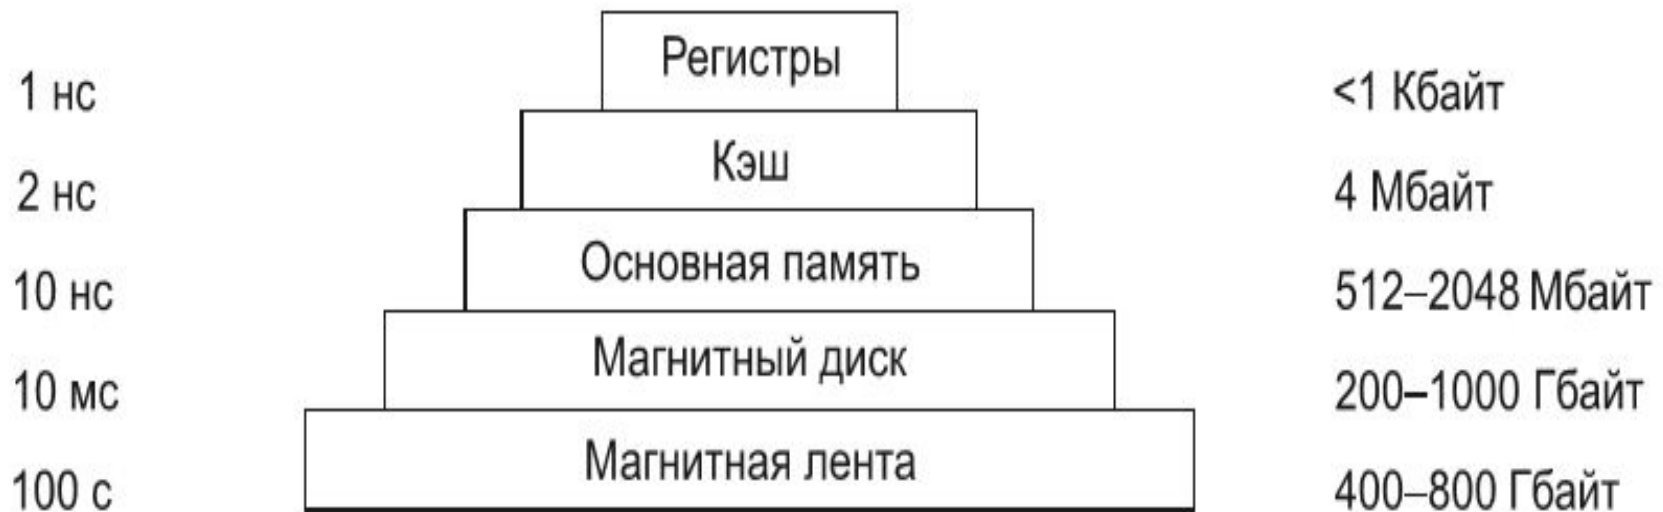 Регистры
1 нс <1 Кбайт
Кэш
2 нс 4 Мбайт
Основная память
10 нс 512–2048 Мбайт
Магнитный диск
10 мс 200–1000 Гбайт
Магнитная лента
100 с 400–800 Гбайт